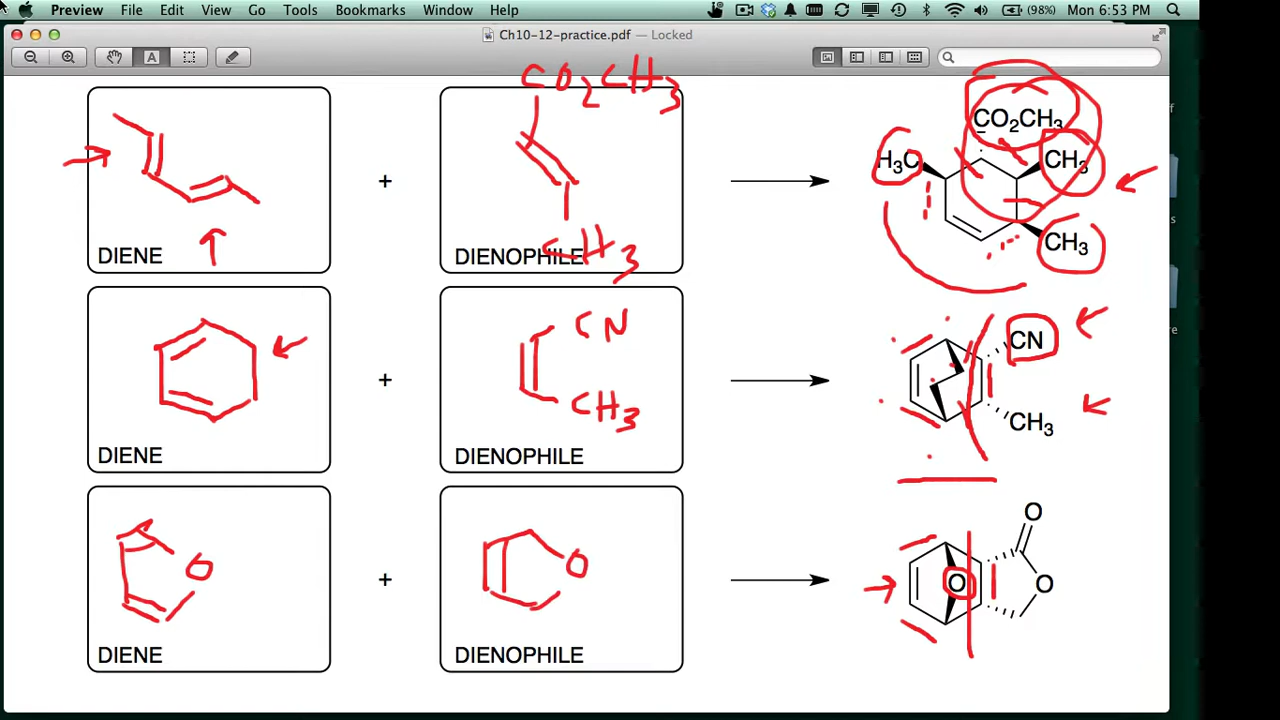 Preview File Edit View Go Tools Bookmarks Window Help (98%) Mon 6:53 PM
Ch10-12-practice.pdf — Locked
CO2CH3
CO2CH3
H3C
CH3
+
DIENE
CH3
DIENOPHILE
CH3
CN
CN
+
CH3
CH3
DIENE
DIENOPHILE
O
O
O
+
O
O
DIENE
DIENOPHILE